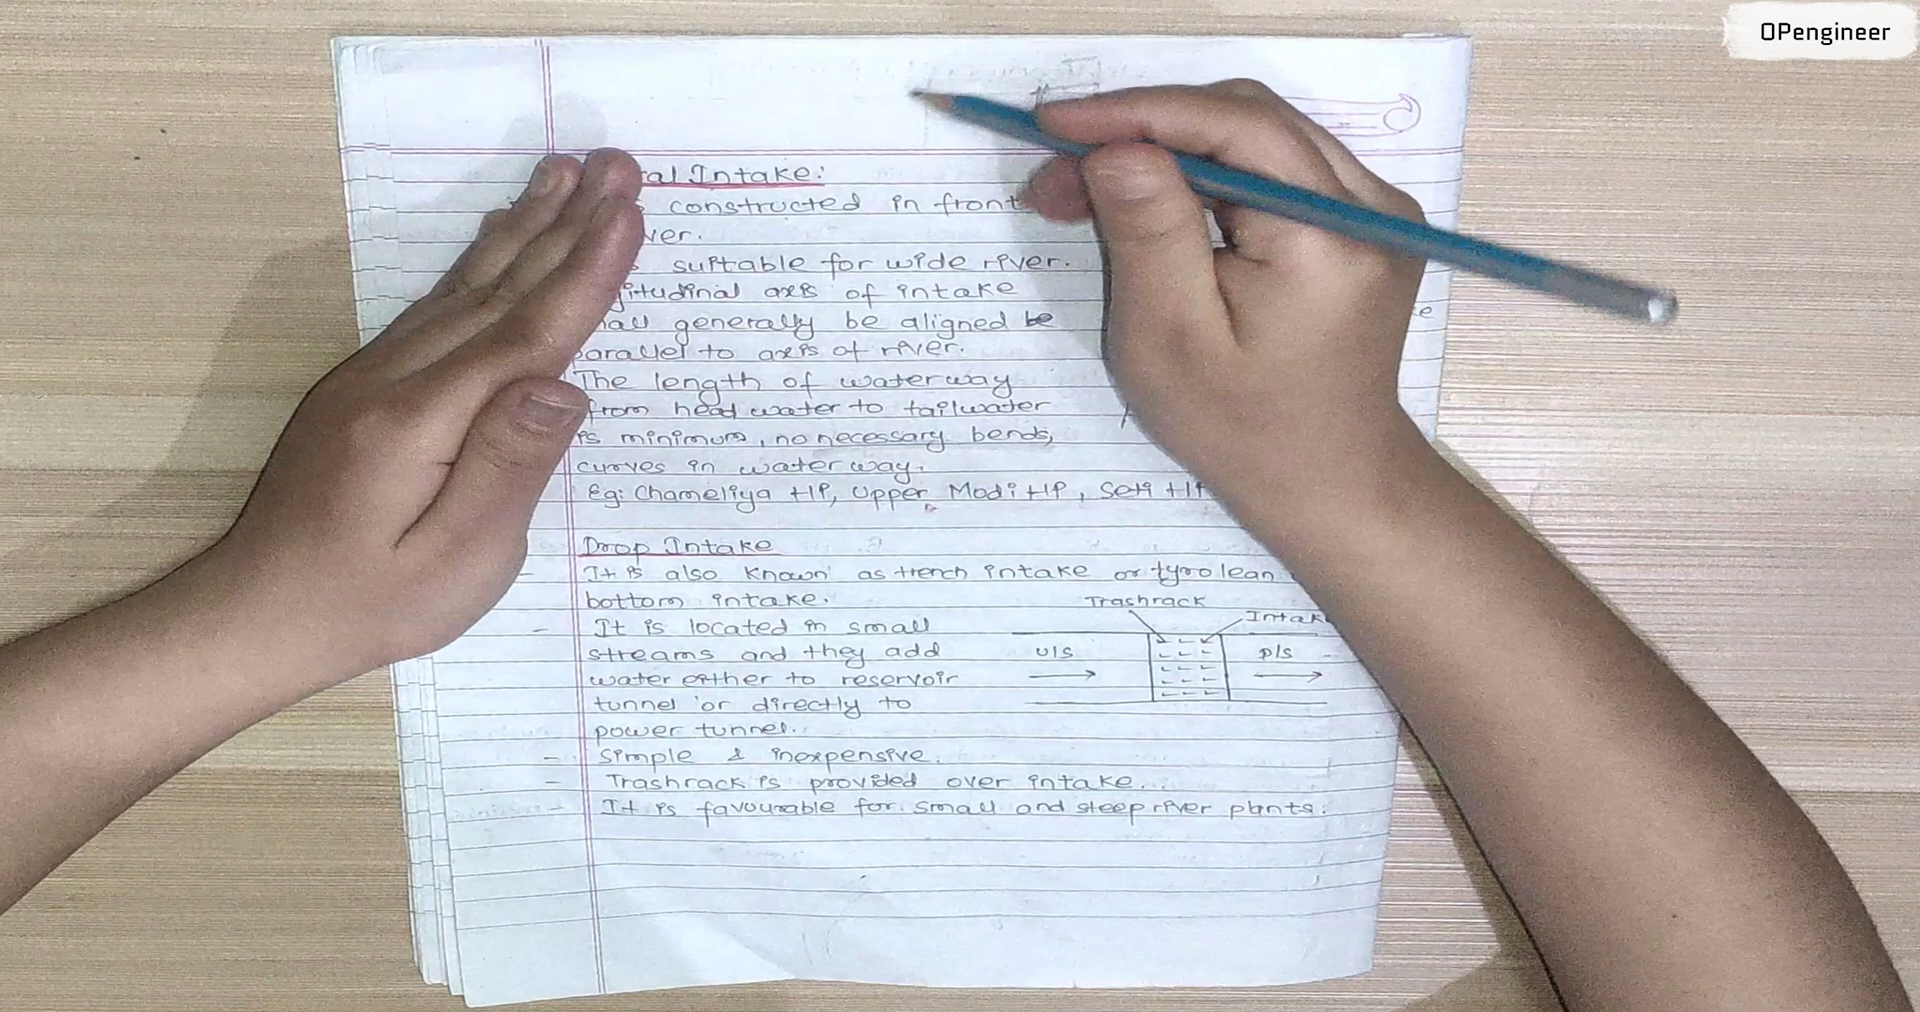 OPengineer
Intake:
constructed in front
suitable for wide river.
axis of intake
generally be aligned be
parallel to axis of river.
The length of waterway
from head water to tailwater
is minimum, no necessary bends,
curves in water way.
Eg: Chameliya HP, Upper Modi HP, Seti
Drop Intake
- It is also known as trench intake or tyrolean
bottom intake.
Trashrack
Intake
- It is located in small
streams and they add
water either to reservoir
tunnel or directly to
power tunnel.
U/S
D/S
- Simple & inexpensive.
- Trashrack is provided over intake.
- It is favourable for small and steep river plants.